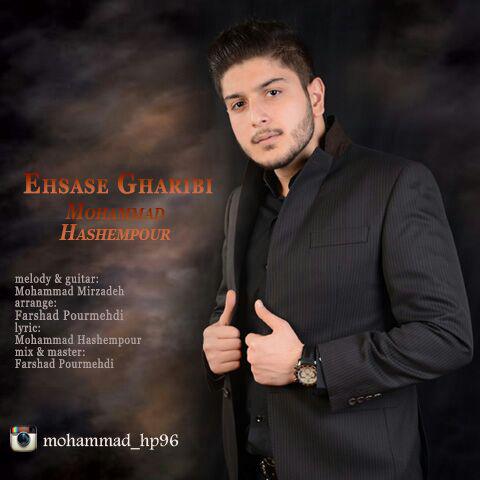 Ehsase Gharibi
Mohammad
Hashempour
melody & guitar:
Mohammad Mirzadeh
arrange:
Farshad Pourmehdi
lyric:
Mohammad Hashempour
mix & master:
Farshad Pourmehdi
mohammad_hp96